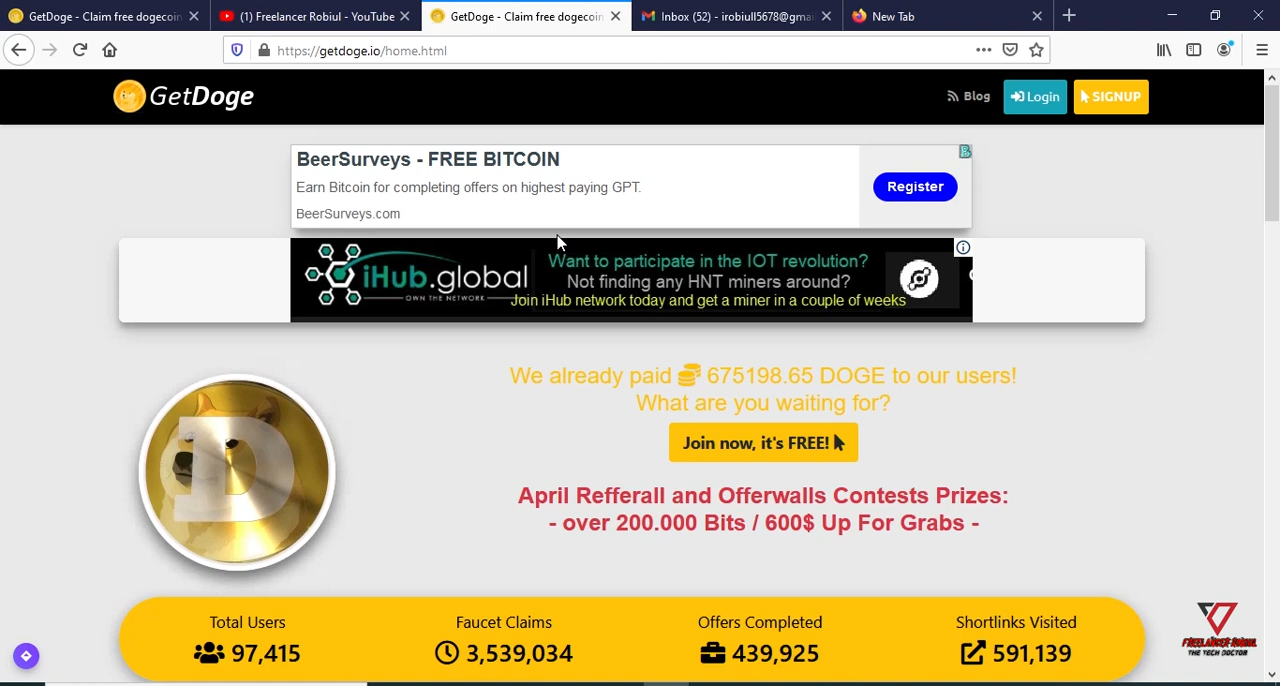 GetDoge - Claim free dogecoin
(1) Freelancer Robiul - YouTube
GetDoge - Claim free dogecoin
Inbox (52) - irobiull5678@gmai
New Tab
https://getdoge.io/home.html
GetDoge
Blog
Login
SIGNUP
BeerSurveys - FREE BITCOIN
Earn Bitcoin for completing offers on highest paying GPT.
BeerSurveys.com
Register
iHub.global
OWN THE NETWORK
Want to participate in the IOT revolution?
Not finding any HNT miners around?
Join iHub network today and get a miner in a couple of weeks
We already paid 675198.65 DOGE to our users!
What are you waiting for?
Join now, it's FREE!
April Refferall and Offerwalls Contests Prizes:
- over 200.000 Bits / 600$ Up For Grabs -
D
Total Users
97,415
Faucet Claims
3,539,034
Offers Completed
439,925
Shortlinks Visited
591,139
FREELANCER ROBIUL
THE TECH DOCTOR